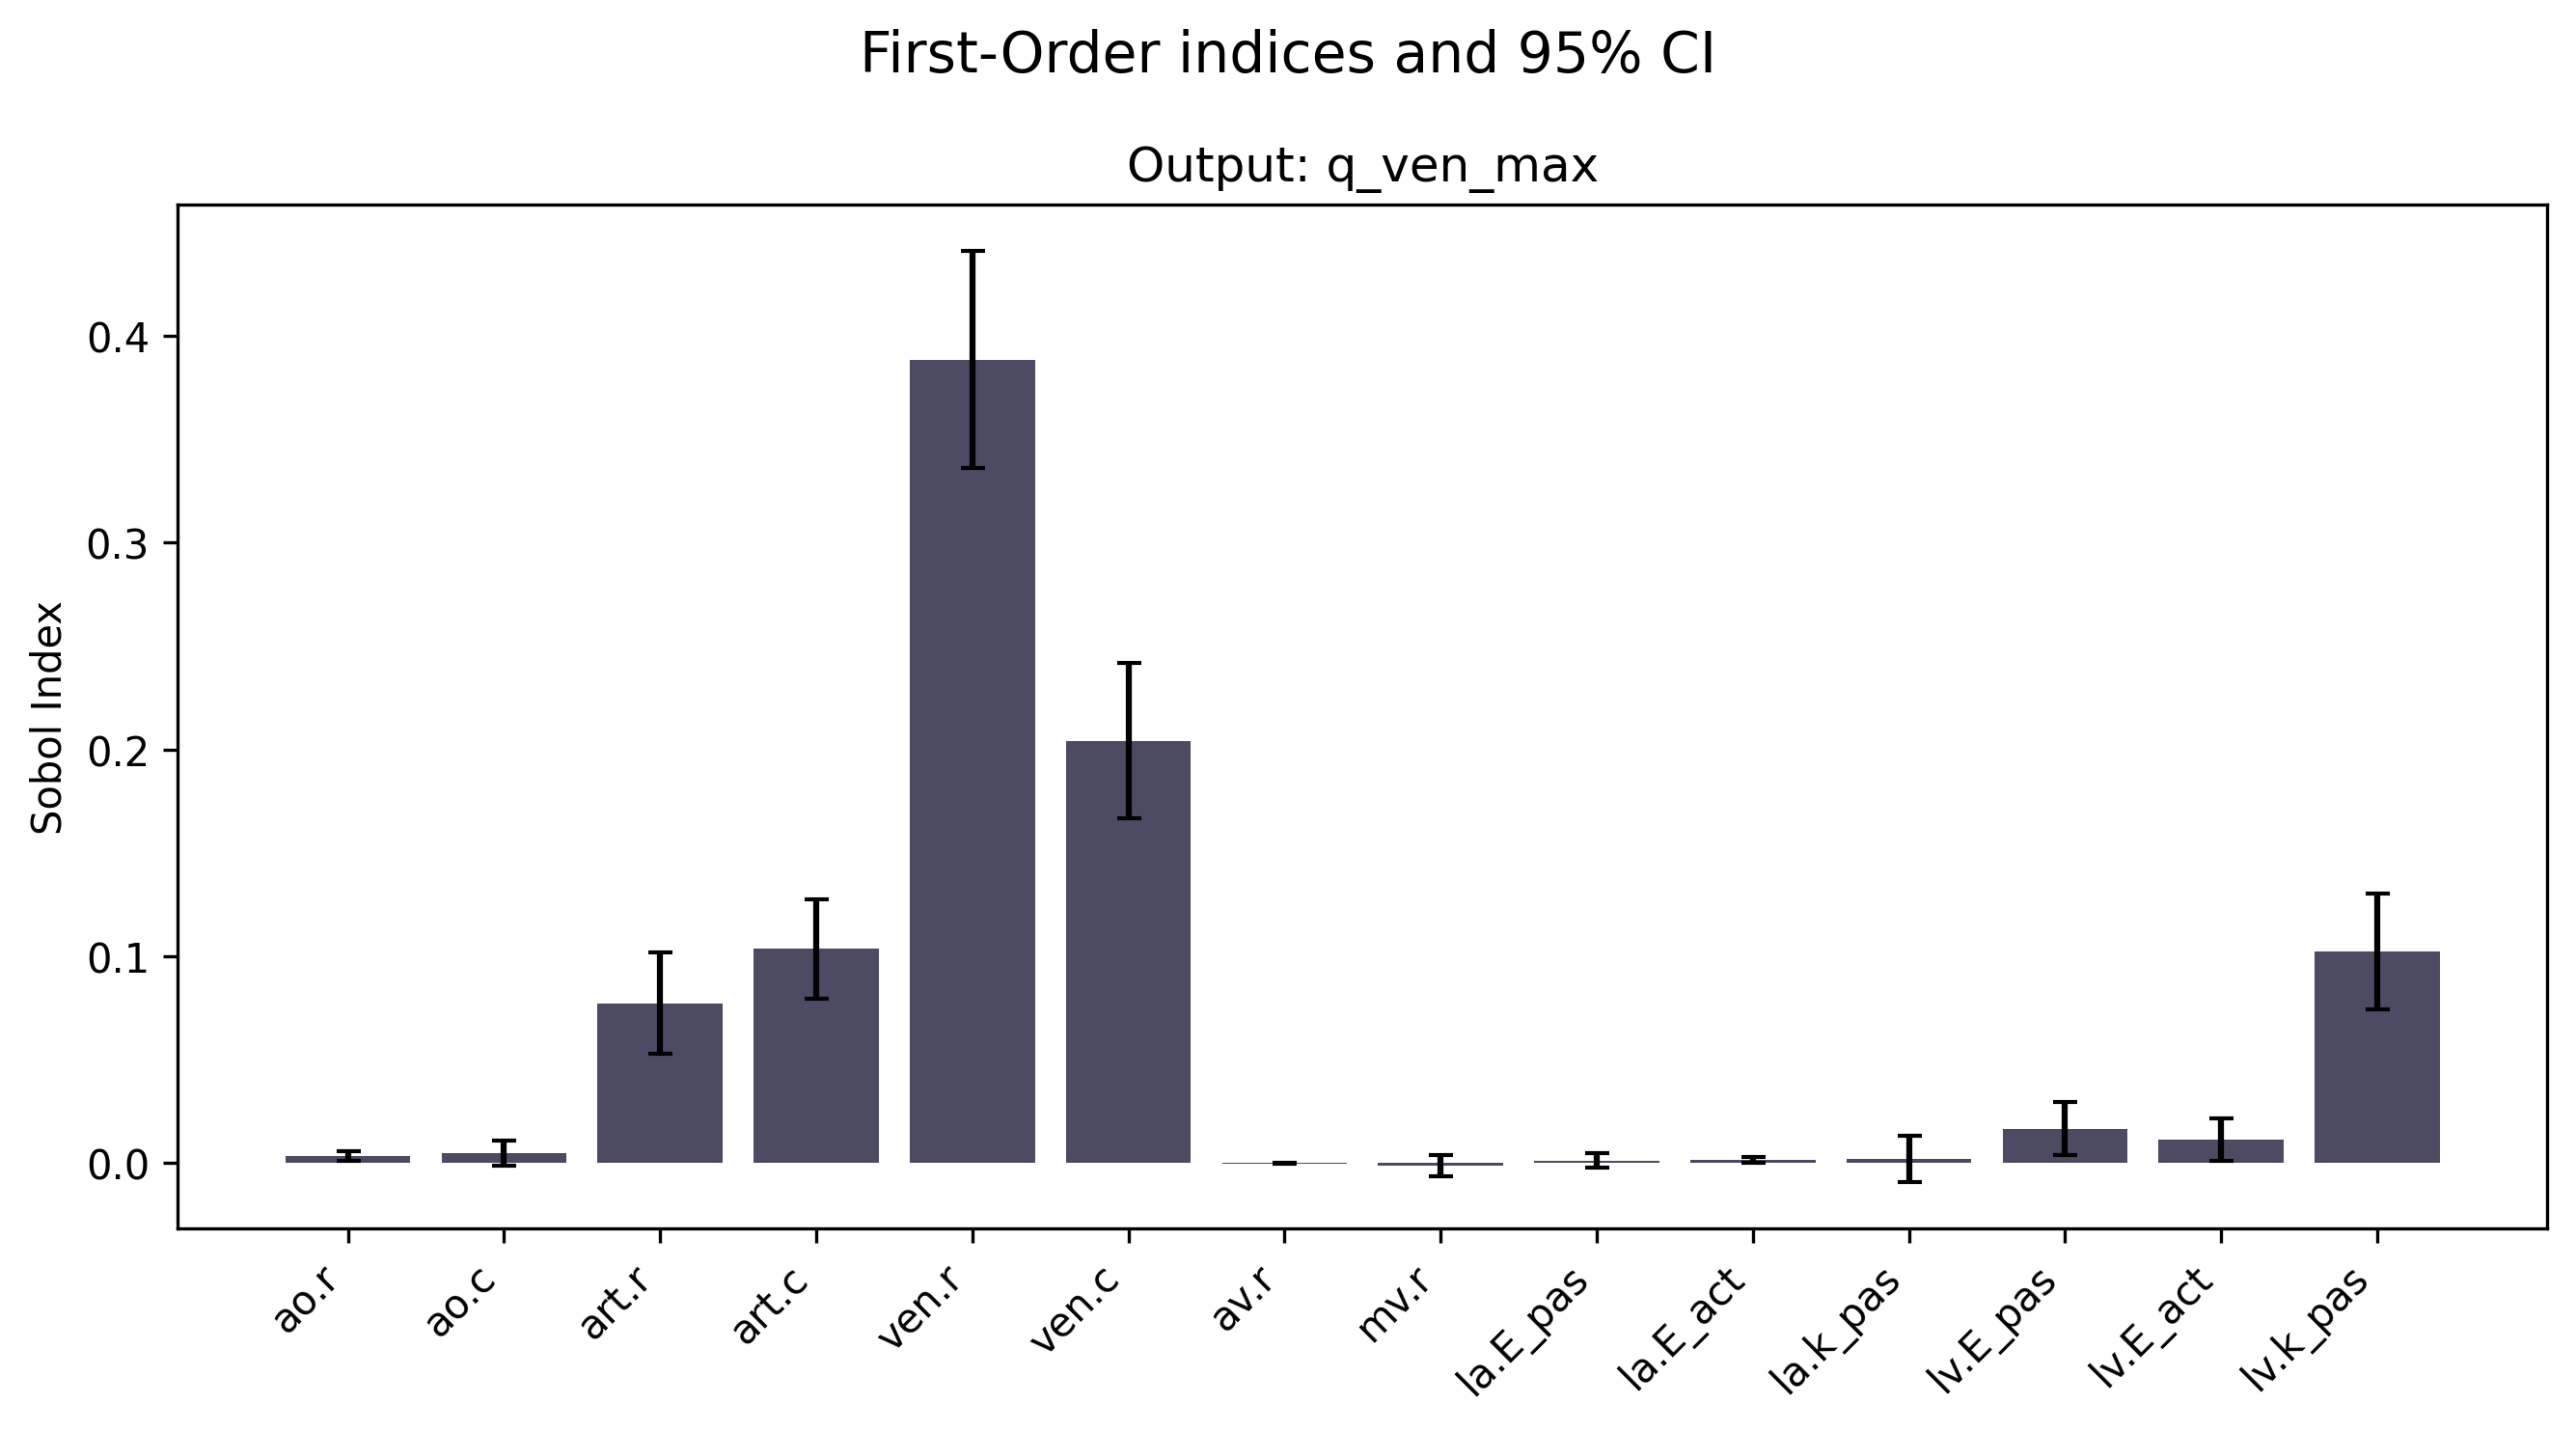 First-Order indices and 95% CI
Output: q_ven_max
Sobol Index
0.4
0.3
0.2
0.1
0.0
ao.r
ao.c
art.r
art.c
ven.r
ven.c
av.r
mv.r
la.E_pas
la.E_act
la.k_pas
lv.E_pas
lv.E_act
lv.k_pas